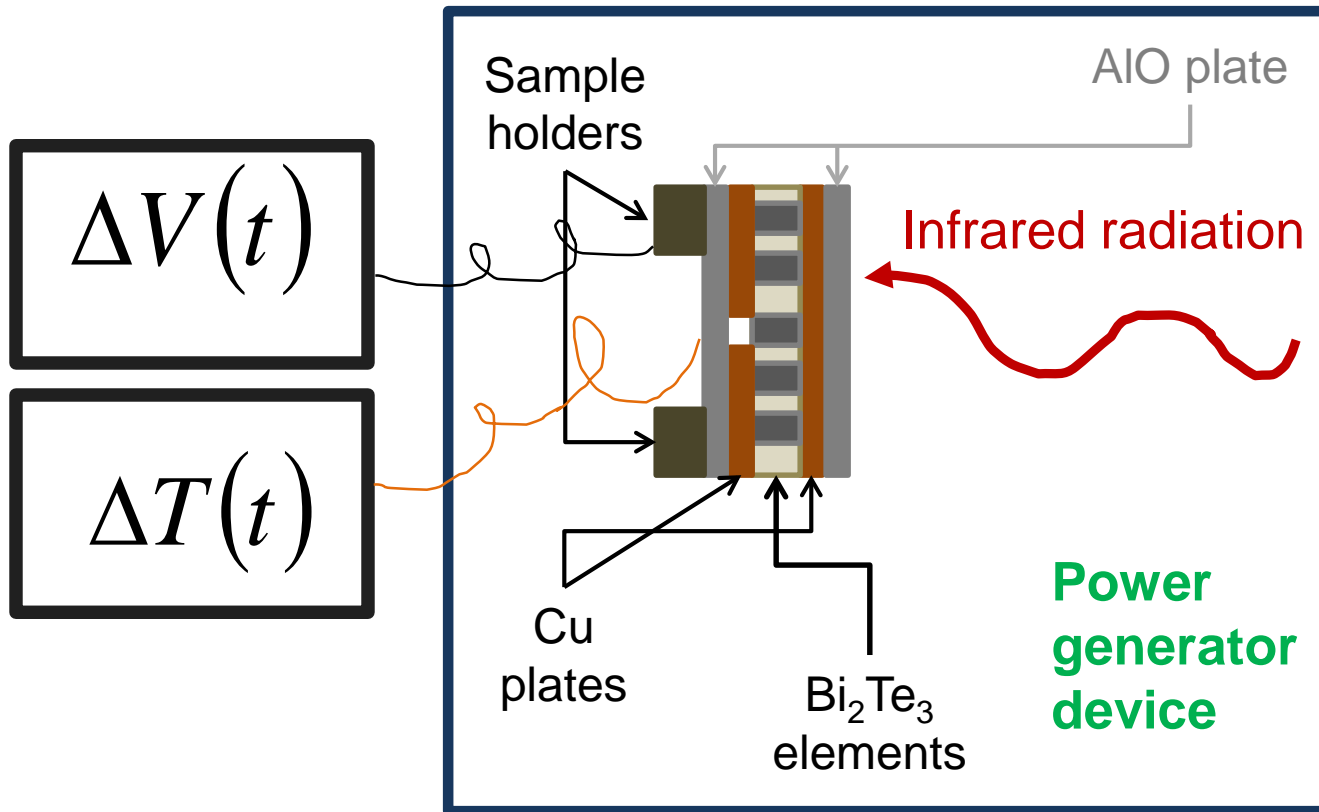 Sample
holders
AlO plate
ΔV(t)
Infrared radiation
ΔT(t)
Cu
plates
Bi₂Te₃
elements
Power
generator
device